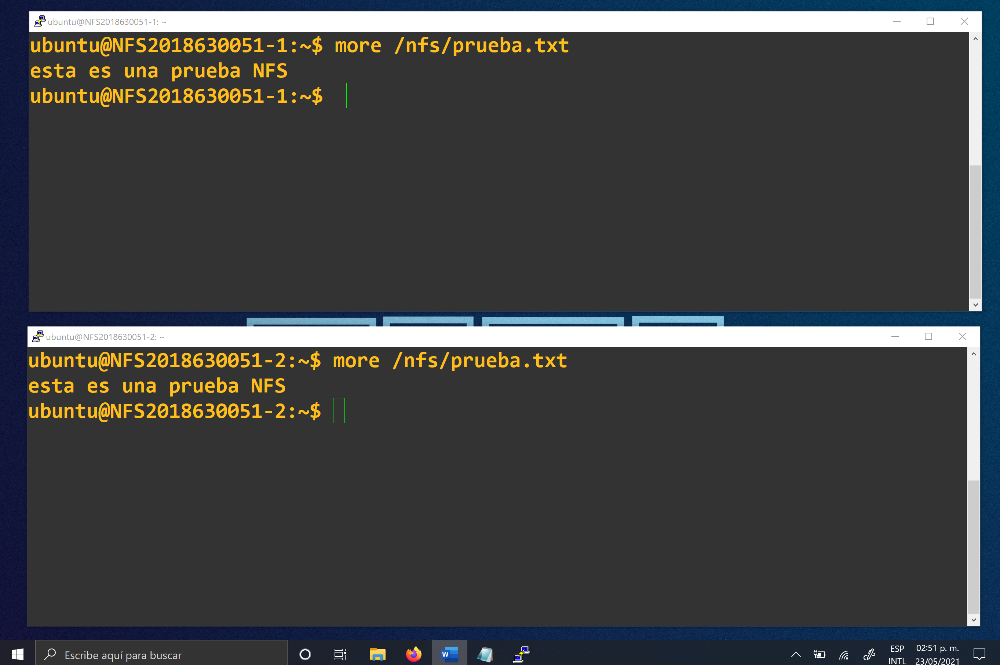 ubuntu@NFS2018630051-1: ~
ubuntu@NFS2018630051-1:~$ more /nfs/prueba.txt
esta es una prueba NFS
ubuntu@NFS2018630051-1:~$
ubuntu@NFS2018630051-2: ~
ubuntu@NFS2018630051-2:~$ more /nfs/prueba.txt
esta es una prueba NFS
ubuntu@NFS2018630051-2:~$
Escribe aquí para buscar
W
ESP
INTL
02:51 p. m.
23/05/2021